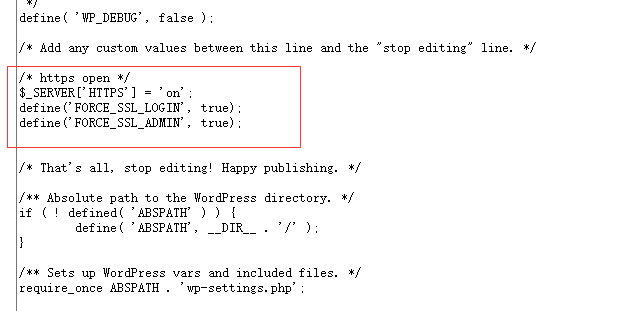 */
define( 'WP_DEBUG', false );
/* Add any custom values between this line and the "stop editing" line. */
/* https open */
$_SERVER['HTTPS'] = 'on';
define('FORCE_SSL_LOGIN', true);
define('FORCE_SSL_ADMIN', true);
/* That's all, stop editing! Happy publishing. */
/** Absolute path to the WordPress directory. */
if ( ! defined( 'ABSPATH' ) ) {
define( 'ABSPATH', __DIR__ . '/' );
}
/** Sets up WordPress vars and included files. */
require_once ABSPATH . 'wp-settings.php';